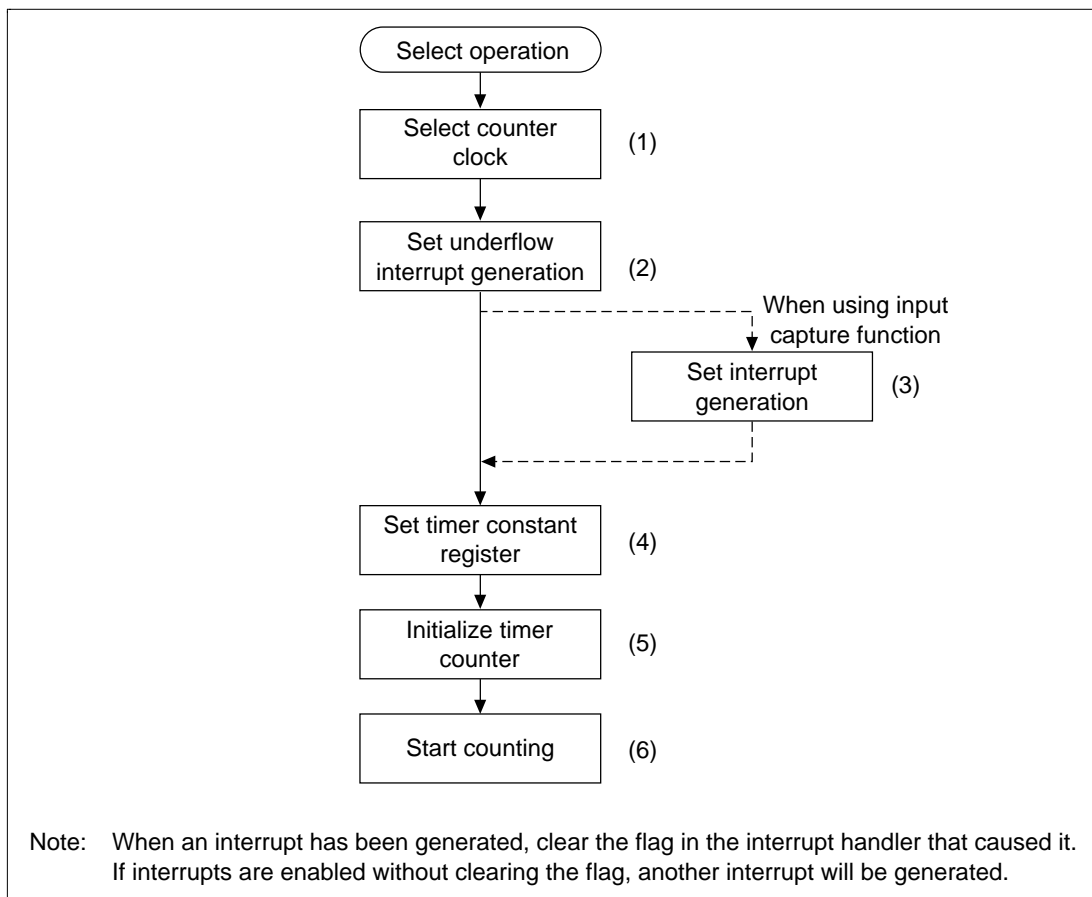 Select operation
Select counter
clock
(1)
Set underflow
interrupt generation
(2)
When using input
capture function
Set interrupt
generation
(3)
Set timer constant
register
(4)
Initialize timer
counter
(5)
Start counting
(6)
Note: When an interrupt has been generated, clear the flag in the interrupt handler that caused it.
If interrupts are enabled without clearing the flag, another interrupt will be generated.